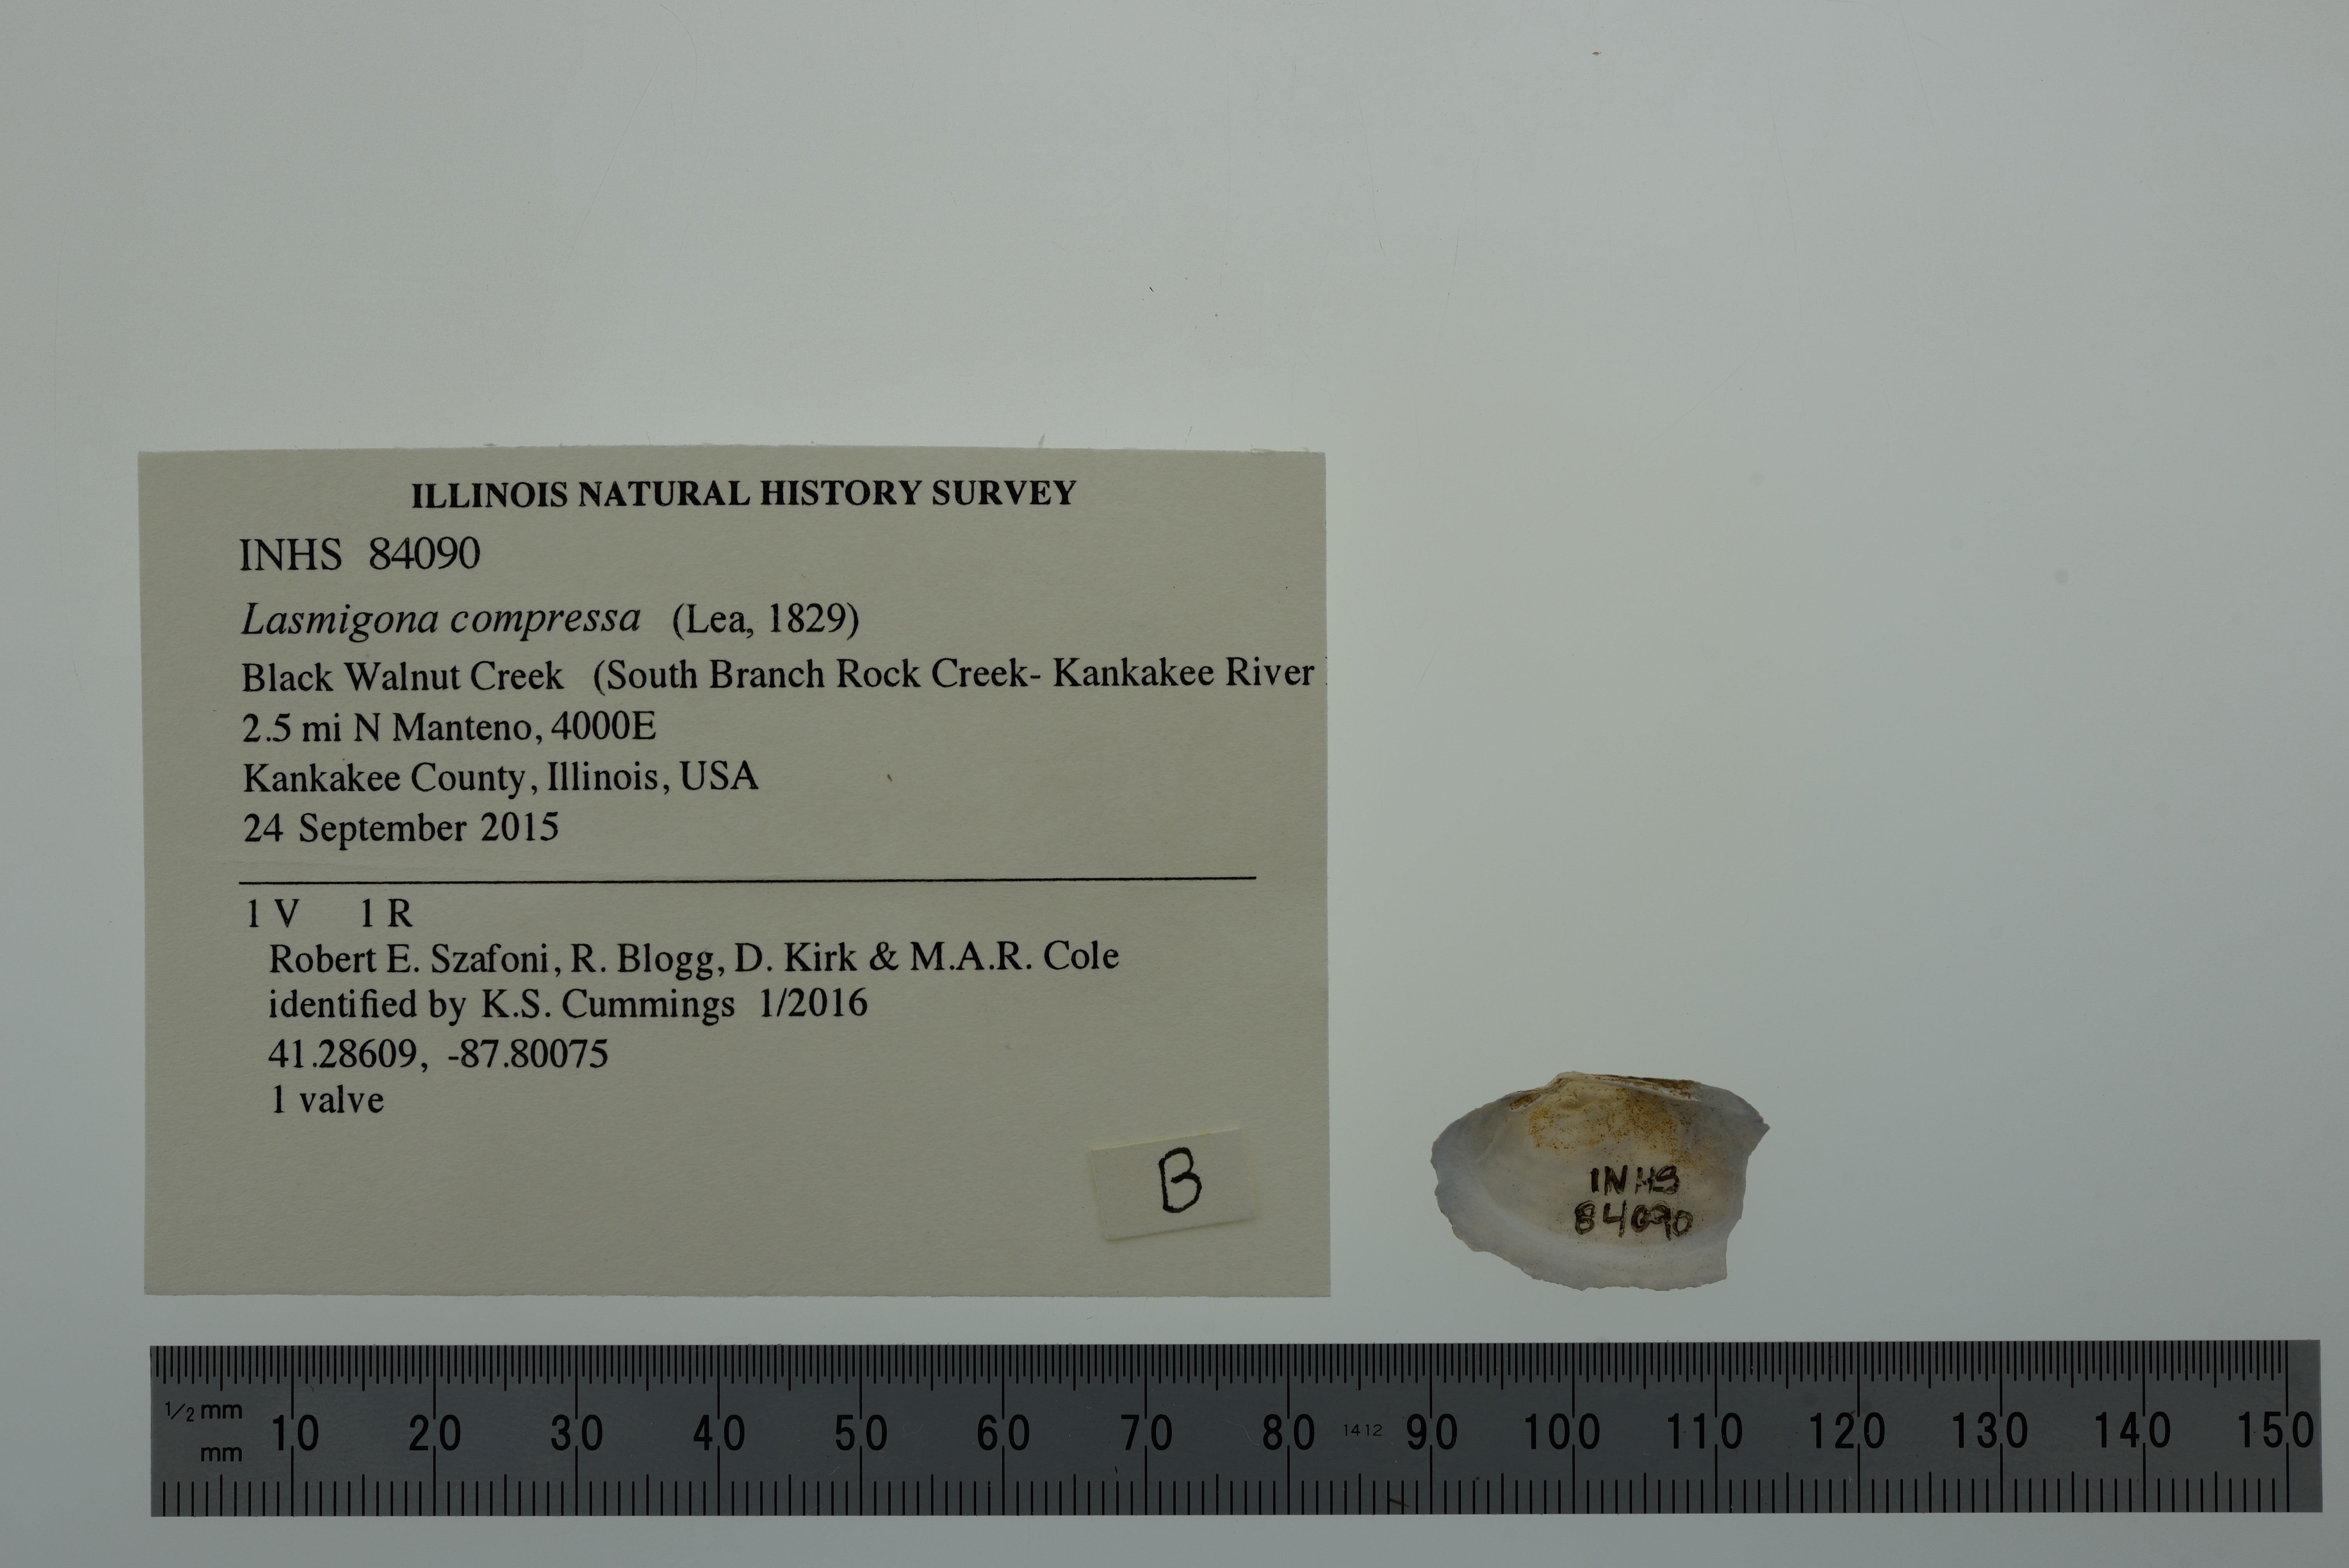 ILLINOIS NATURAL HISTORY SURVEY
INHS 84090
Lasmigona compressa (Lea, 1829)
Black Walnut Creek (South Branch Rock Creek- Kankakee River
2.5 mi N Manteno, 4000E
Kankakee County, Illinois, USA
24 September 2015
1 V 1 R
Robert E. Szafoni, R. Blogg, D. Kirk & M.A.R. Cole
identified by K.S. Cummings 1/2016
41.28609, -87.80075
1 valve
B
INHS
84090
1/2 mm
mm
10 20 30 40 50 60 70 80 1412 90 100 110 120 130 140 150